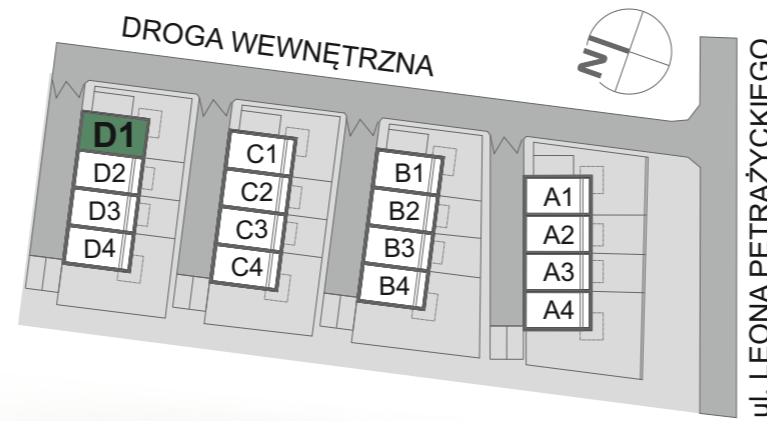 DROGA WEWNĘTRZNA
N
ul. LEONA PETRAŻYCKIEGO
D1
D2
D3
D4
C1
C2
C3
C4
B1
B2
B3
B4
A1
A2
A3
A4